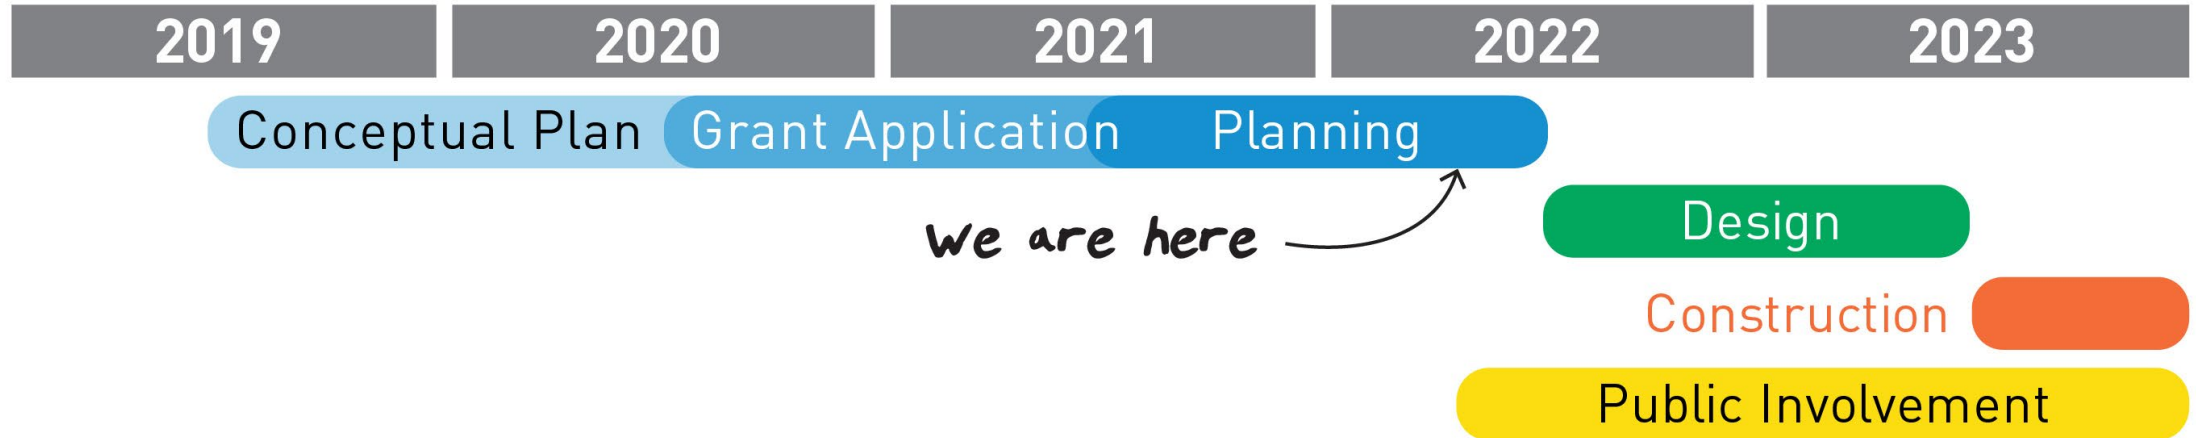 2019 2020 2021 2022 2023
Conceptual Plan Grant Application Planning
we are here
Design
Construction
Public Involvement